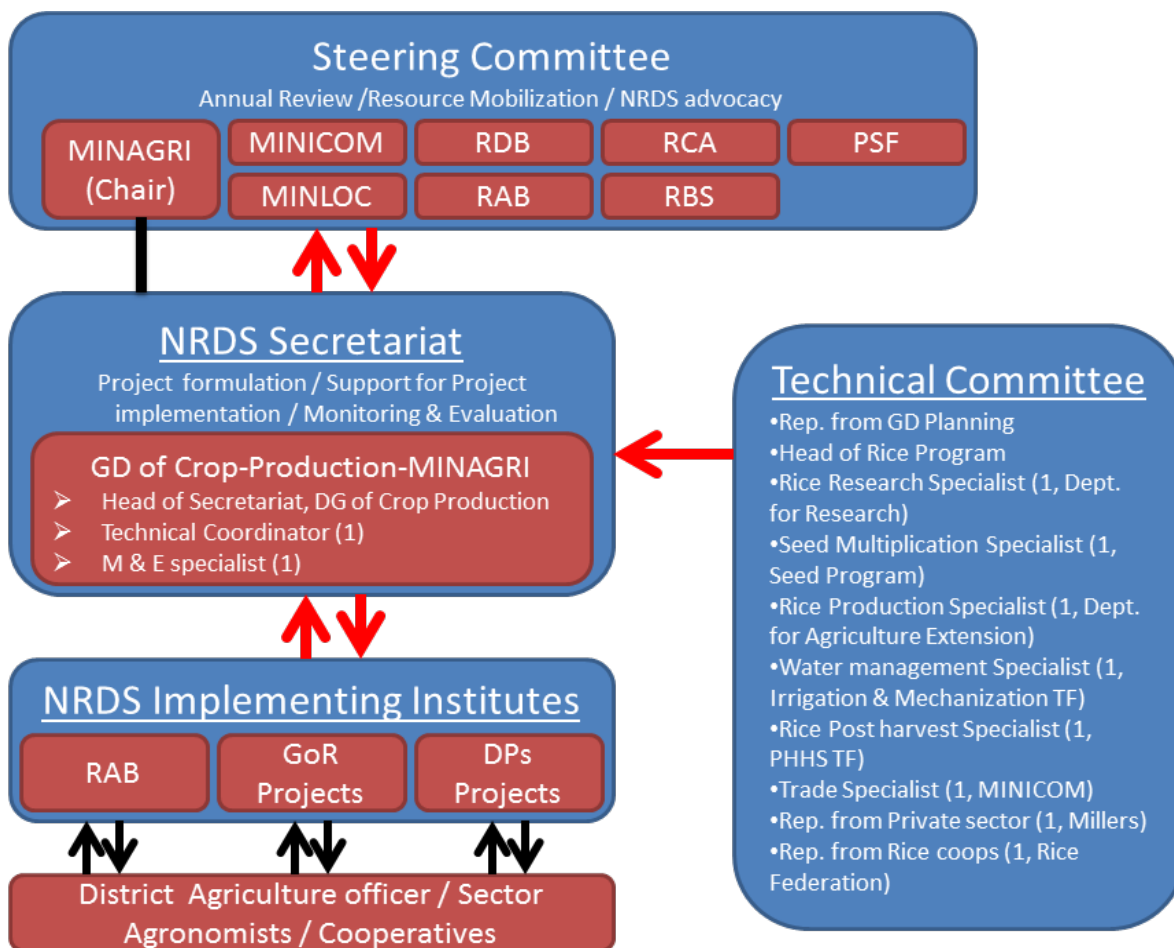 Steering Committee
Annual Review /Resource Mobilization / NRDS advocacy
MINAGRI
(Chair)
MINICOM
RDB
RCA
PSF
MINLOC
RAB
RBS
NRDS Secretariat
Project formulation / Support for Project
implementation / Monitoring & Evaluation
GD of Crop-Production-MINAGRI
➢ Head of Secretariat, DG of Crop Production
➢ Technical Coordinator (1)
➢ M & E specialist (1)
Technical Committee
•Rep. from GD Planning
•Head of Rice Program
•Rice Research Specialist (1, Dept.
for Research)
•Seed Multiplication Specialist (1,
Seed Program)
•Rice Production Specialist (1, Dept.
for Agriculture Extension)
•Water management Specialist (1,
Irrigation & Mechanization TF)
•Rice Post harvest Specialist (1,
PHHS TF)
•Trade Specialist (1, MINICOM)
•Rep. from Private sector (1, Millers)
•Rep. from Rice coops (1, Rice
Federation)
NRDS Implementing Institutes
RAB
GoR
Projects
DPs
Projects
District Agriculture officer / Sector
Agronomists / Cooperatives